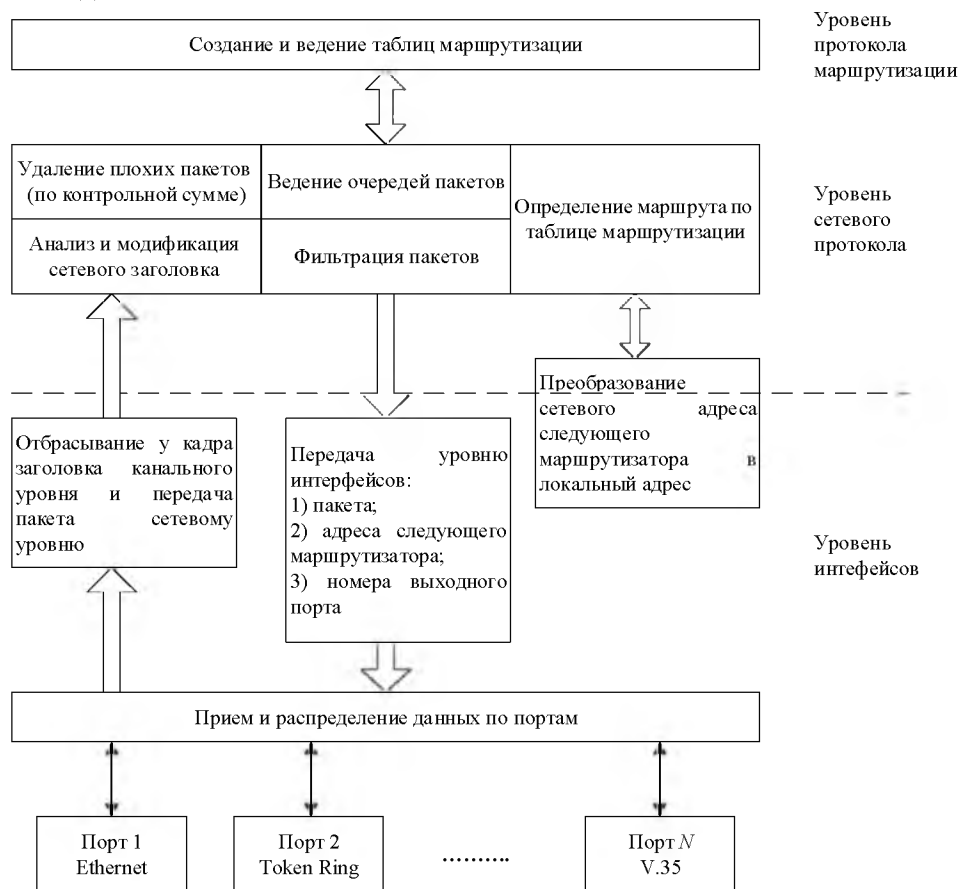 Создание и ведение таблиц маршрутизации
Уровень
протокола
маршрутизации
Удаление плохих пакетов
(по контрольной сумме)
Ведение очередей пакетов
Определение маршрута по
таблице маршрутизации
Анализ и модификация
сетевого заголовка
Фильтрация пакетов
Уровень
сетевого
протокола
Преобразование
сетевого адреса
следующего
маршрутизатора в
локальный адрес
Отбрасывание у кадра
заголовка канального
уровня и передача
пакета сетевому
уровню
Передача уровню
интерфейсов:
1) пакета;
2) адреса следующего
маршрутизатора;
3) номера выходного
порта
Уровень
интефейсов
Прием и распределение данных по портам
Порт 1
Ethernet
Порт 2
Token Ring
..........
Порт N
V.35